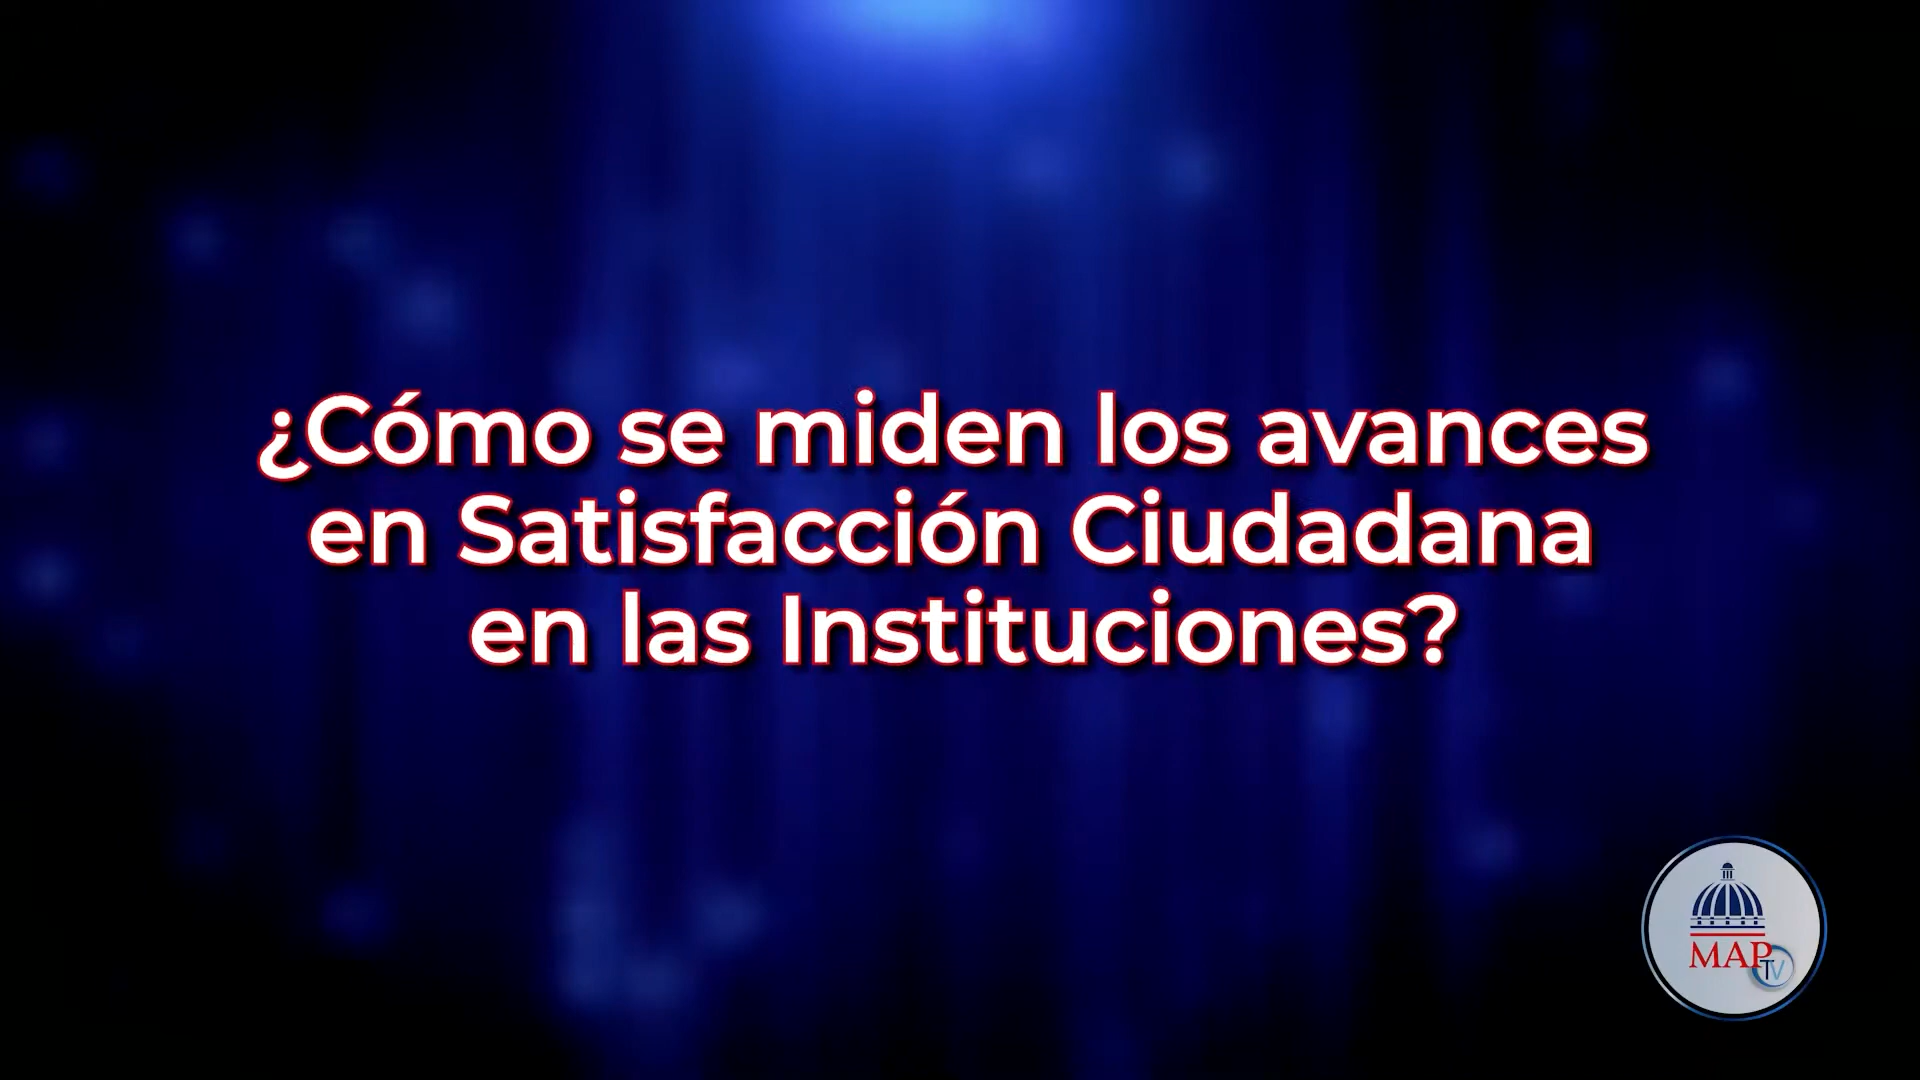 ¿Cómo se miden los avances
en Satisfacción Ciudadana
en las Instituciones?
MAP
TV